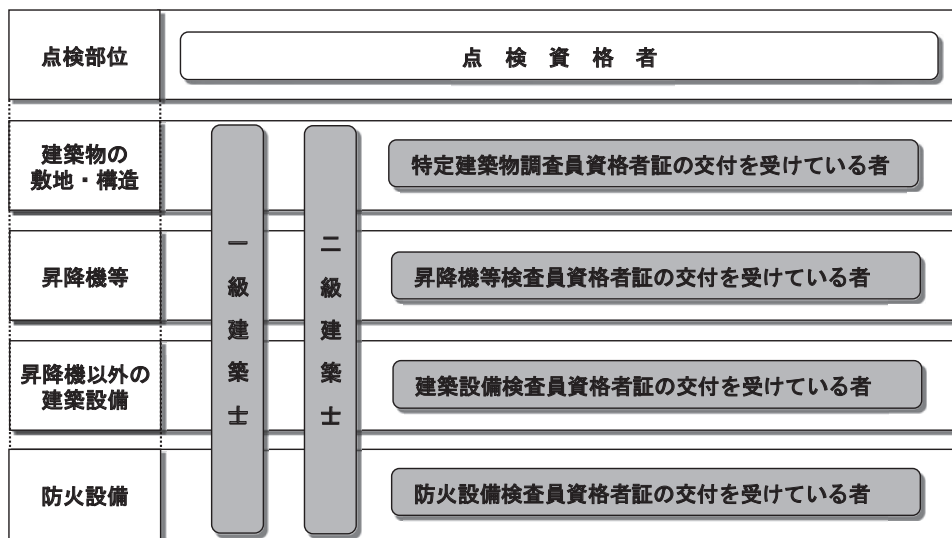 点検部位
点検資格者
建築物の
敷地・構造
特定建築物調査員資格者証の交付を受けている者
昇降機等
昇降機等検査員資格者証の交付を受けている者
昇降機以外の
建築設備
建築設備検査員資格者証の交付を受けている者
防火設備
防火設備検査員資格者証の交付を受けている者
一級建築士
二級建築士